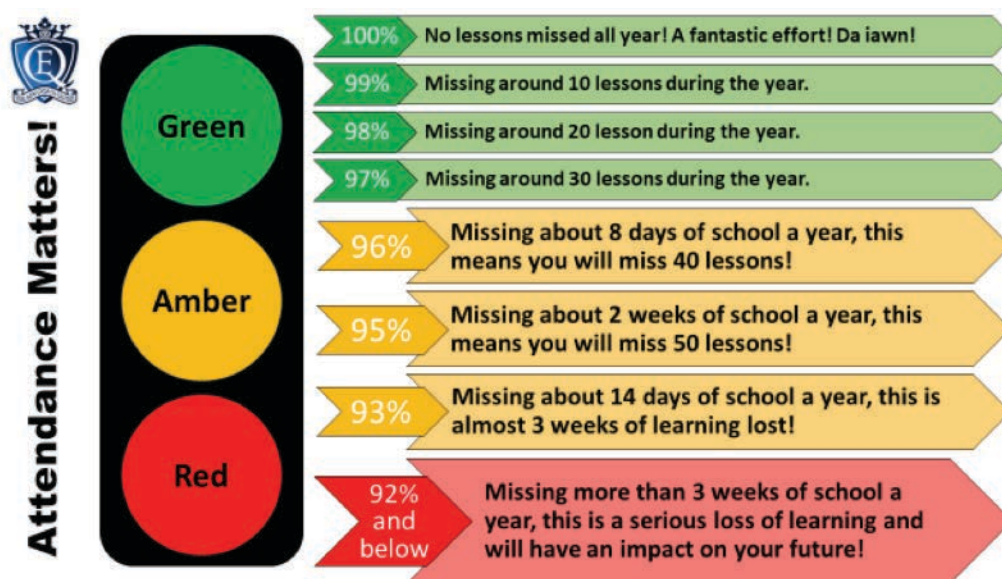 Attendance Matters!
Green
Amber
Red
100%
No lessons missed all year! A fantastic effort! Da iawn!
99%
Missing around 10 lessons during the year.
98%
Missing around 20 lesson during the year.
97%
Missing around 30 lessons during the year.
96%
Missing about 8 days of school a year, this
means you will miss 40 lessons!
95%
Missing about 2 weeks of school a year, this
means you will miss 50 lessons!
93%
Missing about 14 days of school a year, this is
almost 3 weeks of learning lost!
92%
and
below
Missing more than 3 weeks of school a
year, this is a serious loss of learning and
will have an impact on your future!